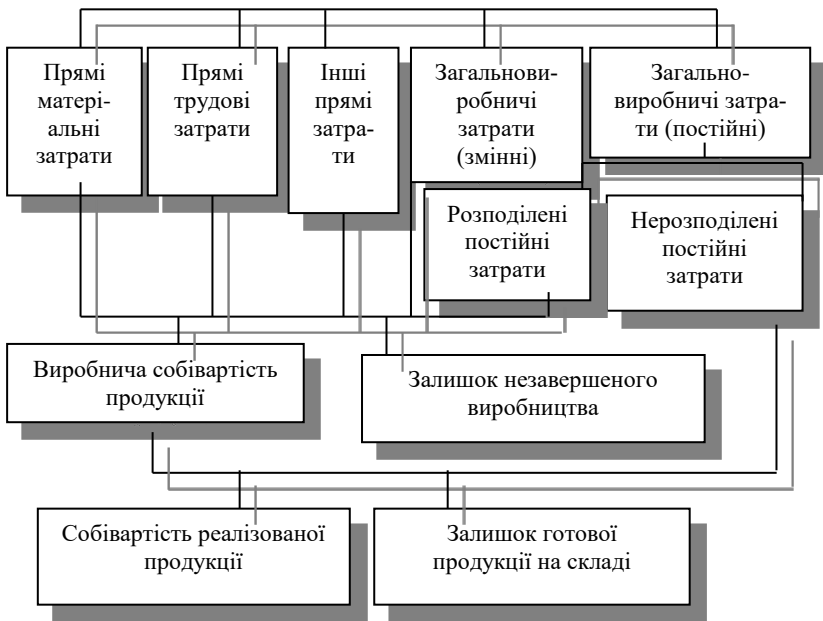 Прямі
матері-
альні
затрати
Прямі
трудові
затрати
Інші
прямі
затра-
ти
Загальнови-
робничі
затрати
(змінні)
Загально-
виробничі затра-
ти (постійні)
Розподілені
постійні
затрати
Нерозподілені
постійні
затрати
Виробнича собівартість
продукції
Залишок незавершеного
виробництва
Собівартість реалізованої
продукції
Залишок готової
продукції на складі